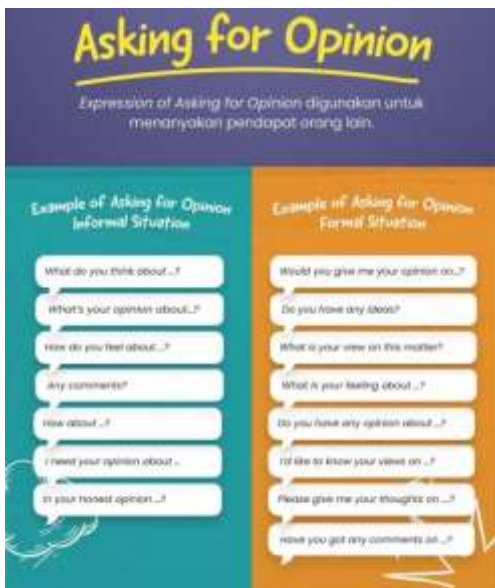 Asking for Opinion
Expression of Asking for Opinion digunakan untuk
menanyakan pendapat orang lain.
Example of Asking for Opinion
Informal Situation
What do you think about ...?
What's your opinion about...?
How do you feel about ...?
Any comments?
How about ...?
I need your opinion about ..
In your honest opinion ...?
Example of Asking for Opinion
Formal Situation
Would you give me your opinion on...?
Do you have any ideas?
What is your view on this matter?
What is your feeling about ...?
Do you have any opinion about ...?
I'd like to know your views on ...?
Please give me your thoughts on ...?
Have you got any comments on ...?